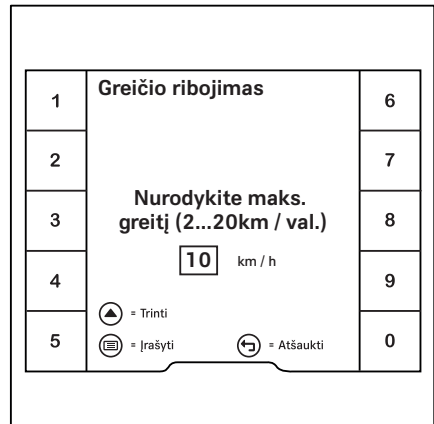 Greičio ribojimas
1
6
2
7
Nurodykite maks.
3
greitį (2...20km / val.)
8
10 km / h
4
9
= Trinti
5
= Įrašyti
= Atšaukti
0